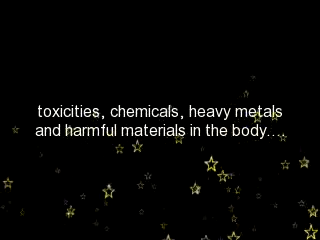 toxicities, chemicals, heavy metals
and harmful materials in the body....